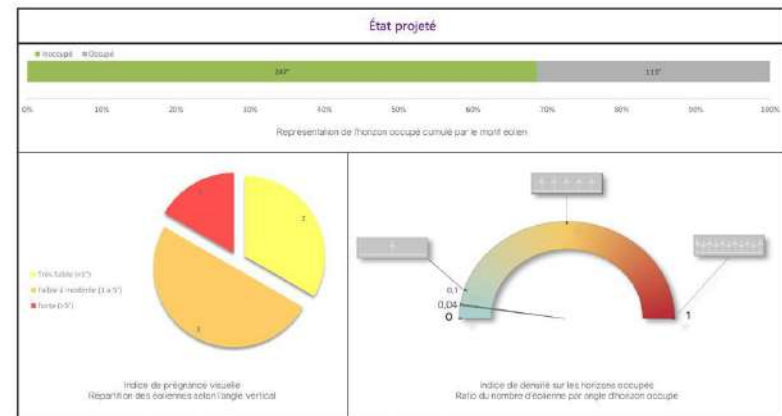 État projeté
Inoccupé Occupé
247° 113°
0% 10% 20% 30% 40% 50% 60% 70% 80% 90% 100%
Représentation de l'horizon occupé cumulé par le motif éolien
2
3
Très faible (<1°)
Faible à modérée (1 à 5°)
Forte (>5°)
Indice de prégnance visuelle
Répartition des éoliennes selon l'angle vertical
0,1
0,04
0
1
Indice de densité sur les horizons occupés
Ratio du nombre d'éolienne par angle d'horizon occupé